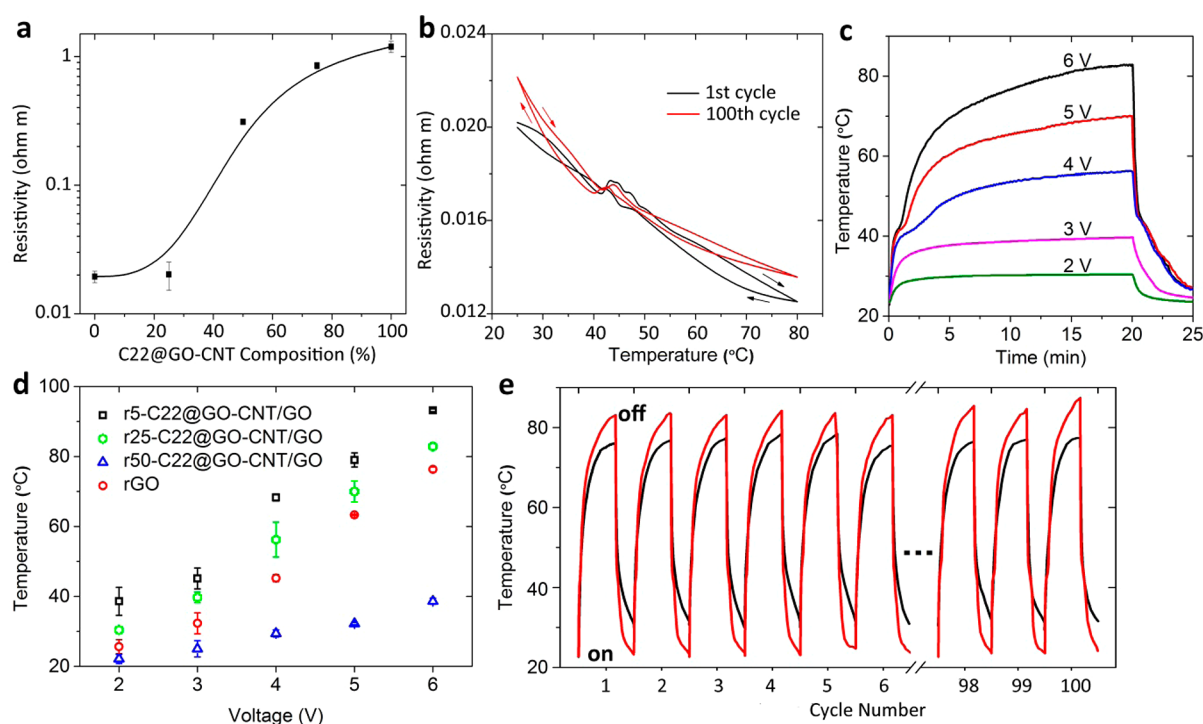 a
Resistivity (ohm m)
1
0.1
0.01
0 20 40 60 80 100
C22@GO-CNT Composition (%)
b
Resistivity (ohm m)
0.024
0.020
0.016
0.012
1st cycle
100th cycle
20 30 40 50 60 70 80
Temperature (°C)
c
Temperature (°C)
80
60
40
20
6 V
5 V
4 V
3 V
2 V
0 5 10 15 20 25
Time (min)
d
Temperature (°C)
100
80
60
40
20
r5-C22@GO-CNT/GO
r25-C22@GO-CNT/GO
r50-C22@GO-CNT/GO
rGO
2 3 4 5 6
Voltage (V)
e
Temperature (°C)
80
60
40
20
off
on
1 2 3 4 5 6 98 99 100
Cycle Number